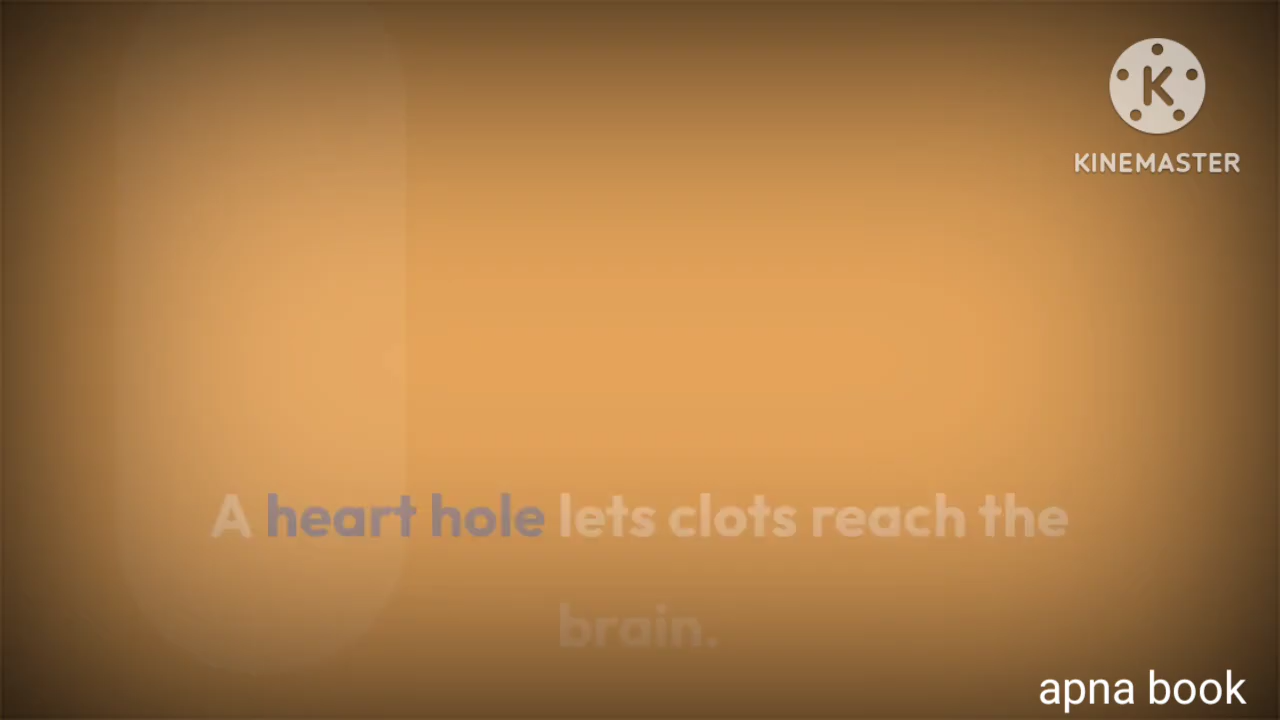 K
KINEMASTER
A heart hole lets clots reach the
brain.
apna book